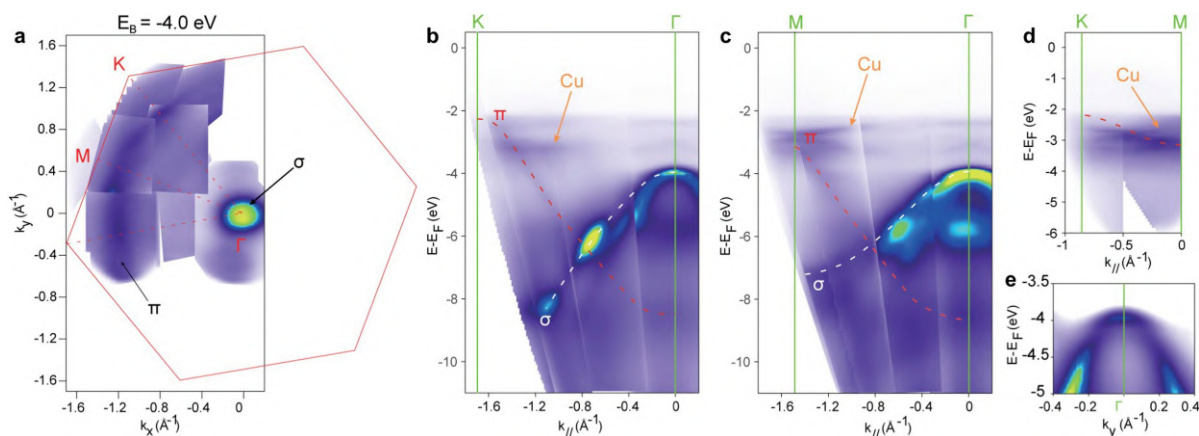 E_B = -4.0 eV
a
1.6
1.2
0.8
0.4
0
-0.4
-0.8
-1.2
-1.6
k_y (Å⁻¹)
K
M
Γ
σ
π
-1.6
-1.2
-0.8
-0.4
0
k_x (Å⁻¹)
b
K
Γ
0
-2
-4
-6
-8
-10
E-E_F (eV)
Cu
π
σ
-1.6
-1.2
-0.8
-0.4
0
k_// (Å⁻¹)
c
M
Γ
0
-2
-4
-6
-8
-10
E-E_F (eV)
Cu
π
σ
-1.6
-1.2
-0.8
-0.4
0
k_// (Å⁻¹)
d
K
M
0
-1
-2
-3
-4
-5
-6
E-E_F (eV)
Cu
-1
-0.5
0
k_// (Å⁻¹)
e
-3.5
-4
-4.5
-5
E-E_F (eV)
-0.4
-0.2
Γ
0.2
0.4
k_y (Å⁻¹)